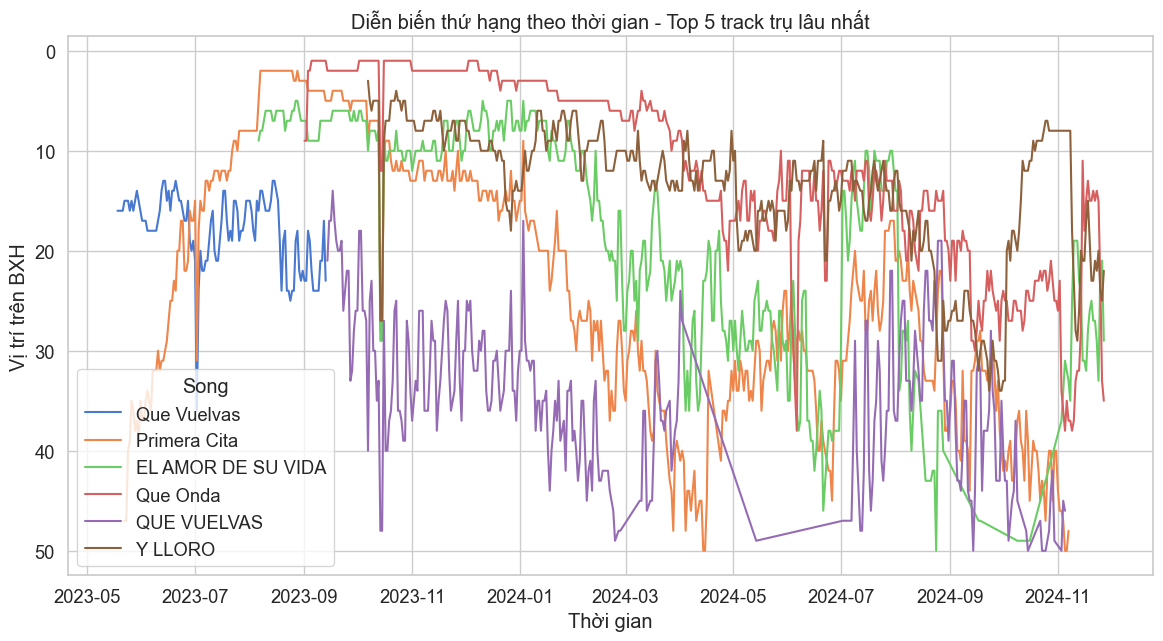 Diễn biến thứ hạng theo thời gian - Top 5 track trụ lâu nhất
Vị trí trên BXH
0
10
20
30
40
50
Song
Que Vuelvas
Primera Cita
EL AMOR DE SU VIDA
Que Onda
QUE VUELVAS
Y LLORO
2023-05
2023-07
2023-09
2023-11
2024-01
2024-03
2024-05
2024-07
2024-09
2024-11
Thời gian